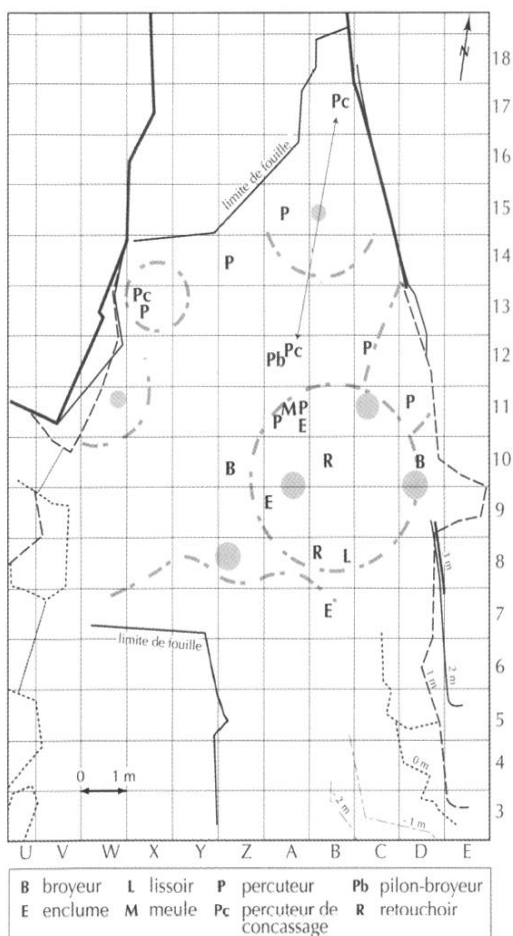 N
18
17
Pc
16
limite de fouille
15
P
14
P
Pc
13
P
12
Pb Pc P
11
M P P
P E
10
B R B
E
9
R L
8
1 m
E
7
limite de fouille
6
1 m
2 m
5
0 1 m
0 m
4
- 2 m
- 1 m
3
U V W X Y Z A B C D E
B broyeur L lissoir P percuteur Pb pilon-broyeur
E enclume M meule Pc percuteur de concassage R retouchoir